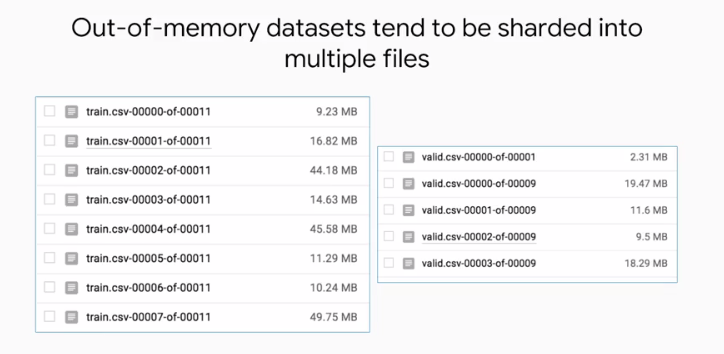 Out-of-memory datasets tend to be sharded into
multiple files
train.csv-00000-of-00011 9.23 MB
train.csv-00001-of-00011 16.82 MB
train.csv-00002-of-00011 44.18 MB
train.csv-00003-of-00011 14.63 MB
train.csv-00004-of-00011 45.58 MB
train.csv-00005-of-00011 11.29 MB
train.csv-00006-of-00011 10.24 MB
train.csv-00007-of-00011 49.75 MB
valid.csv-00000-of-00001 2.31 MB
valid.csv-00000-of-00009 19.47 MB
valid.csv-00001-of-00009 11.6 MB
valid.csv-00002-of-00009 9.5 MB
valid.csv-00003-of-00009 18.29 MB